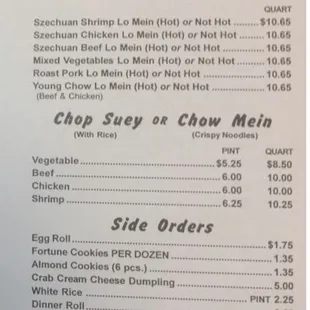 QUART
Szechuan Shrimp Lo Mein (Hot) or Not Hot ......... $10.65
Szechuan Chicken Lo Mein (Hot) or Not Hot ........ 10.65
Szechuan Beef Lo Mein (Hot) or Not Hot ............ 10.65
Mixed Vegetables Lo Mein (Hot) or Not Hot ....... 10.65
Roast Pork Lo Mein (Hot) or Not Hot ................. 10.65
Young Chow Lo Mein (Hot) or Not Hot .............. 10.65
(Beef & Chicken)
Chop Suey OR Chow Mein
(With Rice) (Crispy Noodles)
PINT QUART
Vegetable ........................................ $5.25 $8.50
Beef ................................................. 6.00 10.00
Chicken ............................................ 6.00 10.00
Shrimp .............................................. 6.25 10.25
Side Orders
Egg Roll ........................................................ $1.75
Fortune Cookies PER DOZEN ........................ 1.35
Almond Cookies (6 pcs.) ................................ 1.35
Crab Cream Cheese Dumpling ...................... 5.00
White Rice ........................................ PINT 2.25
Dinner Roll